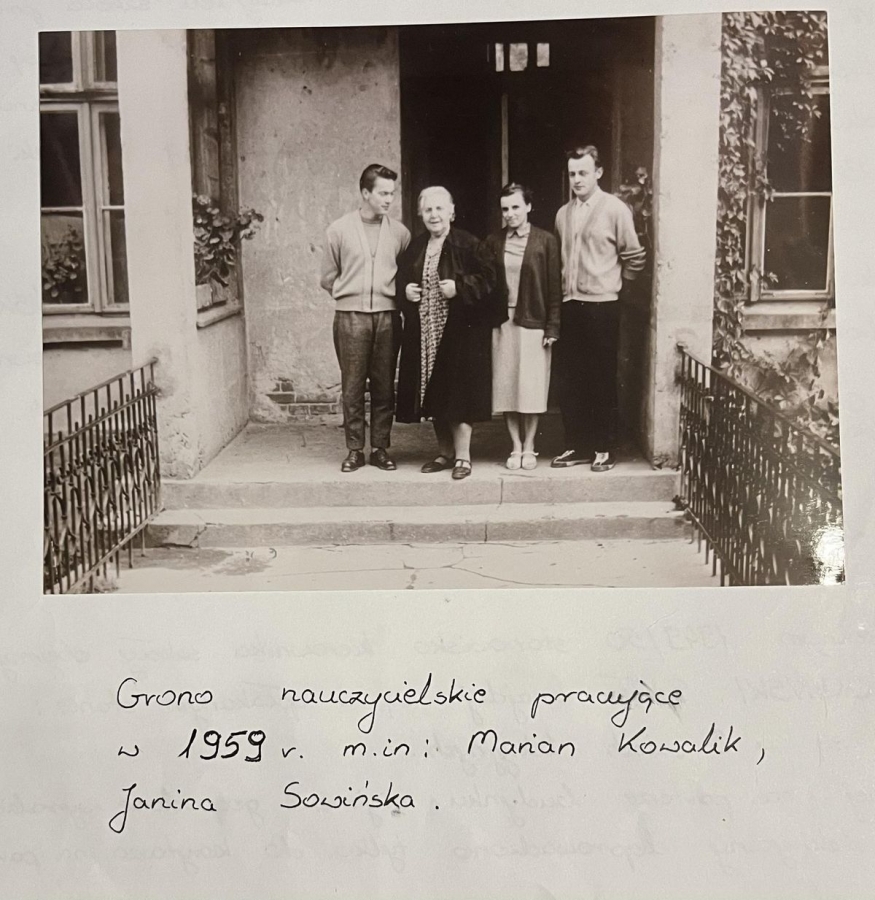 Grono nauczycielskie pracujące
w 1959 r. m.in: Marian Kowalik,
Janina Sowińska.